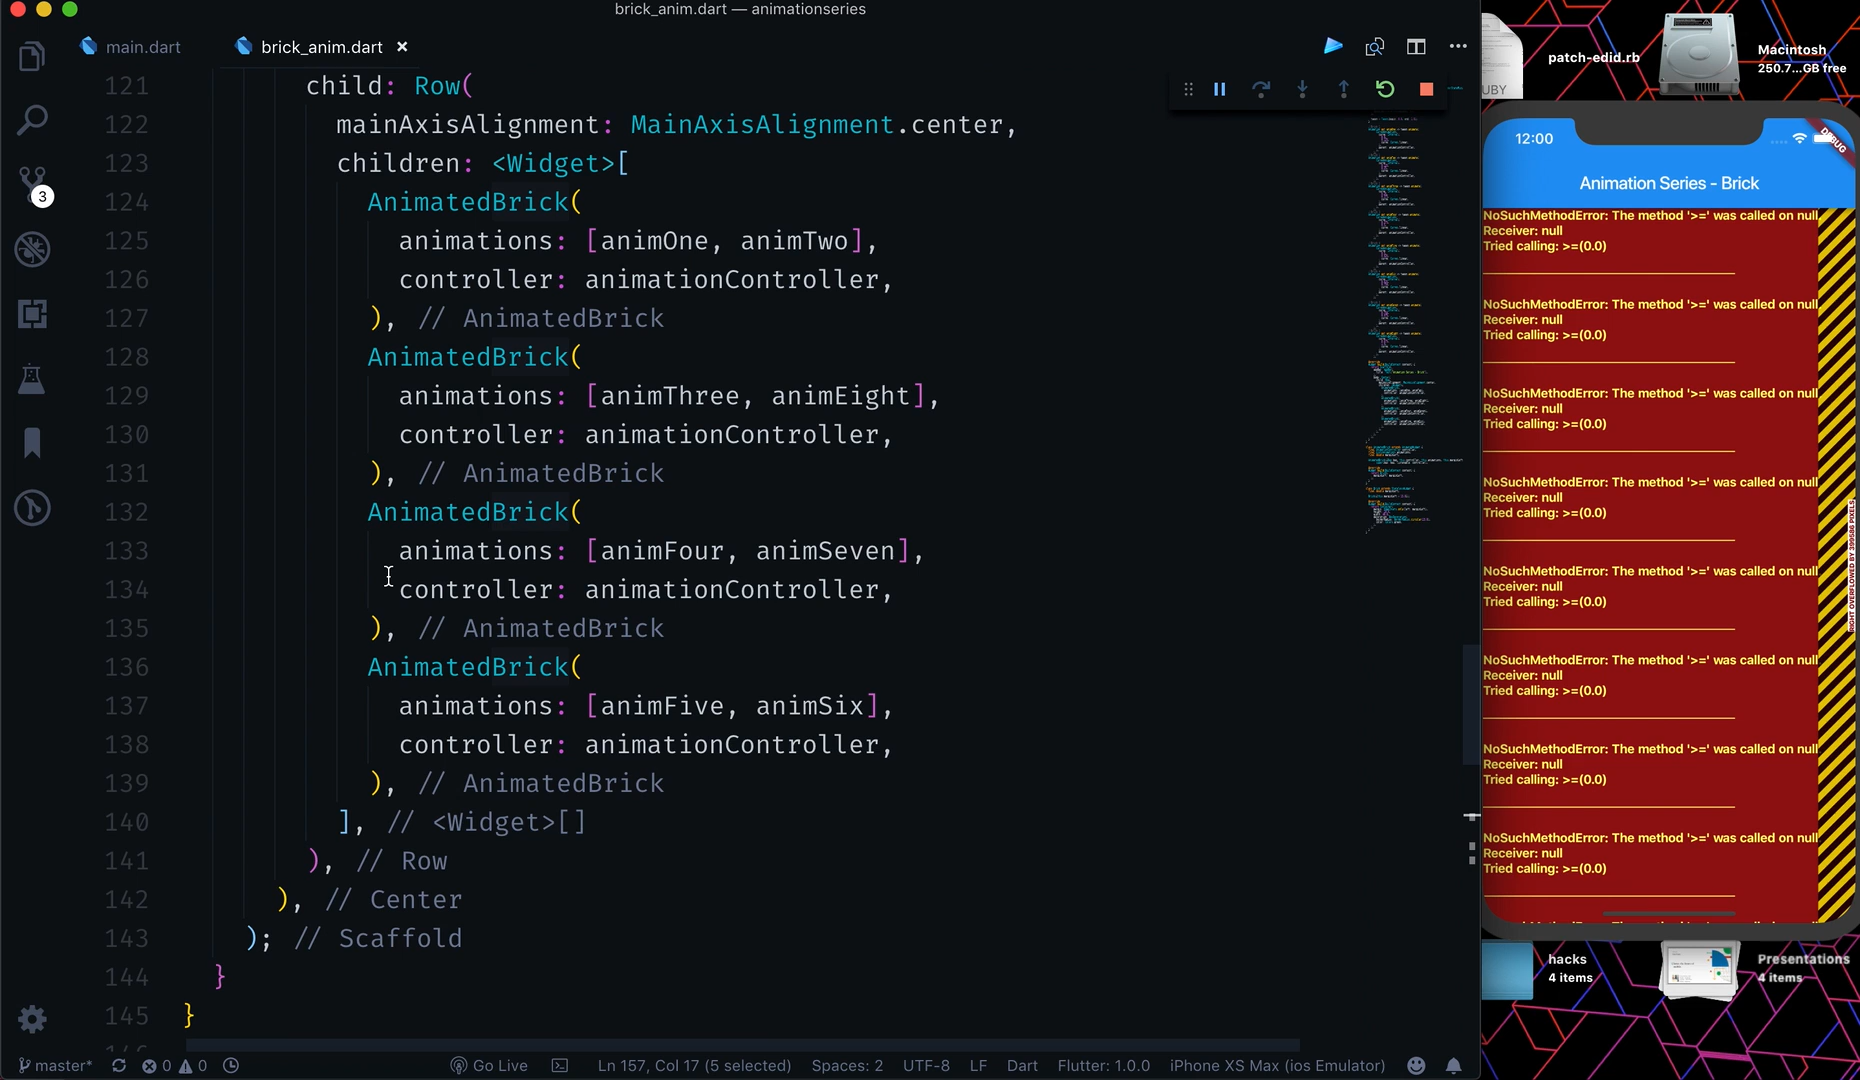 brick_anim.dart — animationseries
main.dart
brick_anim.dart ×
121 child: Row(
122 mainAxisAlignment: MainAxisAlignment.center,
123 children: <Widget>[
124 AnimatedBrick(
125 animations: [animOne, animTwo],
126 controller: animationController,
127 ), // AnimatedBrick
128 AnimatedBrick(
129 animations: [animThree, animEight],
130 controller: animationController,
131 ), // AnimatedBrick
132 AnimatedBrick(
133 animations: [animFour, animSeven],
134 controller: animationController,
135 ), // AnimatedBrick
136 AnimatedBrick(
137 animations: [animFive, animSix],
138 controller: animationController,
139 ), // AnimatedBrick
140 ], // <Widget>[]
141 ), // Row
142 ), // Center
143 ); // Scaffold
144 }
145 }
3
master* 0 0 Go Live Ln 157, Col 17 (5 selected) Spaces: 2 UTF-8 LF Dart Flutter: 1.0.0 iPhone XS Max (ios Emulator)
UBY
patch-edid.rb
Macintosh
250.7...GB free
12:00
DEBUG
Animation Series - Brick
NoSuchMethodError: The method '>=' was called on null
Receiver: null
Tried calling: >=(0.0)
NoSuchMethodError: The method '>=' was called on null
Receiver: null
Tried calling: >=(0.0)
NoSuchMethodError: The method '>=' was called on null
Receiver: null
Tried calling: >=(0.0)
NoSuchMethodError: The method '>=' was called on null
Receiver: null
Tried calling: >=(0.0)
NoSuchMethodError: The method '>=' was called on null
Receiver: null
Tried calling: >=(0.0)
NoSuchMethodError: The method '>=' was called on null
Receiver: null
Tried calling: >=(0.0)
NoSuchMethodError: The method '>=' was called on null
Receiver: null
Tried calling: >=(0.0)
NoSuchMethodError: The method '>=' was called on null
Receiver: null
Tried calling: >=(0.0)
RIGHT OVERFLOWED BY 399586 PIXELS
hacks
4 items
Presentations
4 items